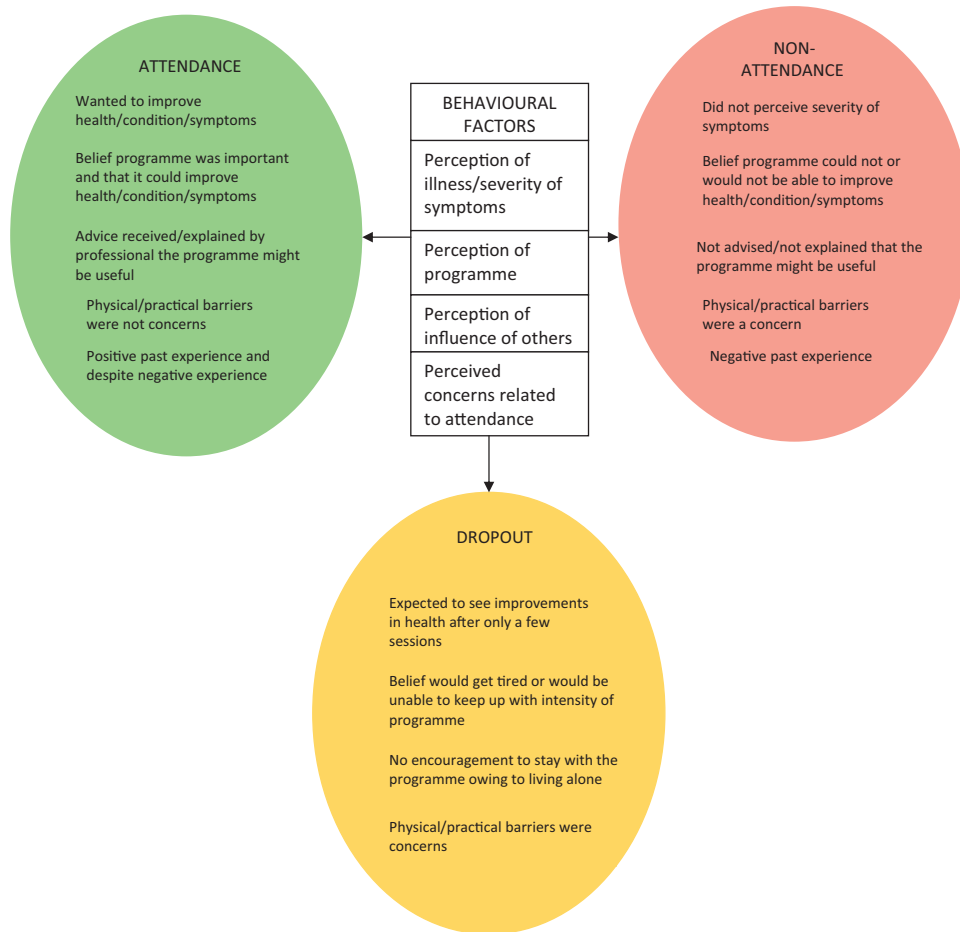 ATTENDANCE
Wanted to improve
health/condition/symptoms
Belief programme was important
and that it could improve
health/condition/symptoms
Advice received/explained by
professional the programme might
be useful
Physical/practical barriers
were not concerns
Positive past experience and
despite negative experience
BEHAVIOURAL
FACTORS
Perception of
illness/severity of
symptoms
Perception of
programme
Perception of
influence of others
Perceived
concerns related
to attendance
NON-
ATTENDANCE
Did not perceive severity of
symptoms
Belief programme could not or
would not be able to improve
health/condition/symptoms
Not advised/not explained that the
programme might be useful
Physical/practical barriers
were a concern
Negative past experience
DROPOUT
Expected to see improvements
in health after only a few
sessions
Belief would get tired or would be
unable to keep up with intensity of
programme
No encouragement to stay with the
programme owing to living alone
Physical/practical barriers were
concerns